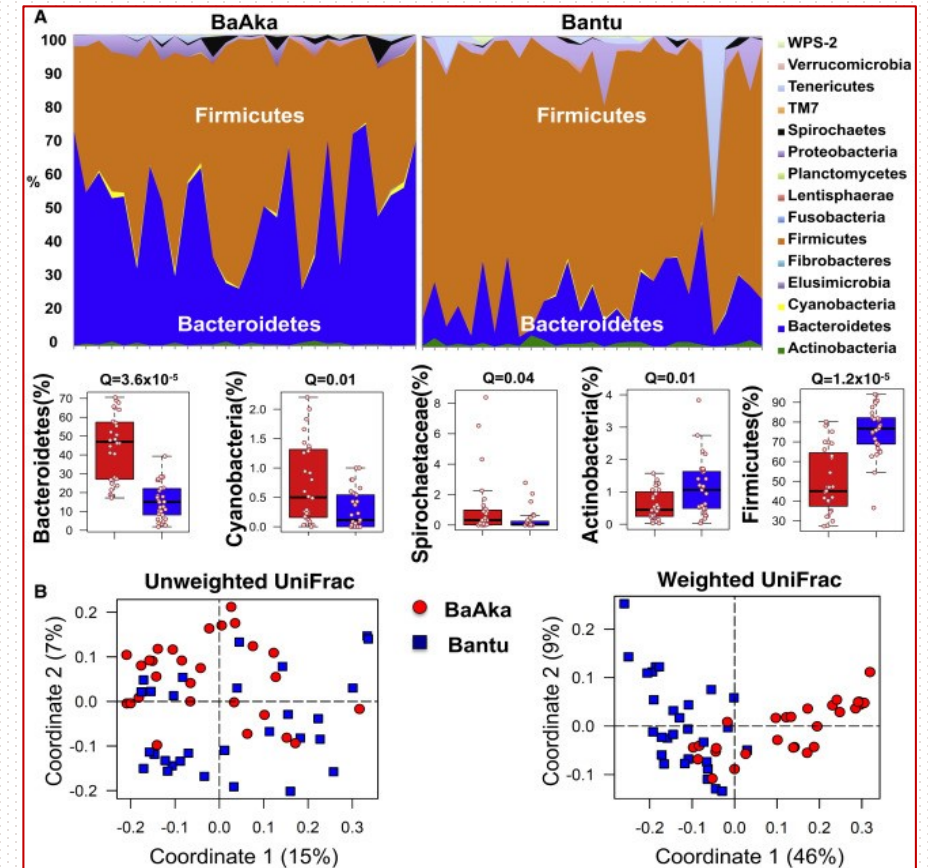 A
BaAka
Bantu
100
90
80
70
60
%
50
40
30
20
10
0
Firmicutes
Bacteroidetes
Firmicutes
Bacteroidetes
WPS-2
Verrucomicrobia
Tenericutes
TM7
Spirochaetes
Proteobacteria
Planctomycetes
Lentisphaerae
Fusobacteria
Firmicutes
Fibrobacteres
Elusimicrobia
Cyanobacteria
Bacteroidetes
Actinobacteria
Q=3.6x10-5
Bacteroidetes(%)
70
60
50
40
30
20
10
0
Q=0.01
Cyanobacteria(%)
2.0
1.5
1.0
0.5
0.0
Q=0.04
Spirochaetaceae(%)
8
6
4
2
0
Q=0.01
Actinobacteria(%)
4
3
2
1
0
Q=1.2x10-5
Firmicutes(%)
90
80
70
60
50
40
30
B
Unweighted UniFrac
Coordinate 2 (7%)
0.2
0.1
0.0
-0.1
-0.2
-0.2 -0.1 0.0 0.1 0.2 0.3
Coordinate 1 (15%)
BaAka
Bantu
Weighted UniFrac
Coordinate 2 (9%)
0.2
0.1
0.0
-0.1
-0.2 -0.1 0.0 0.1 0.2 0.3
Coordinate 1 (46%)